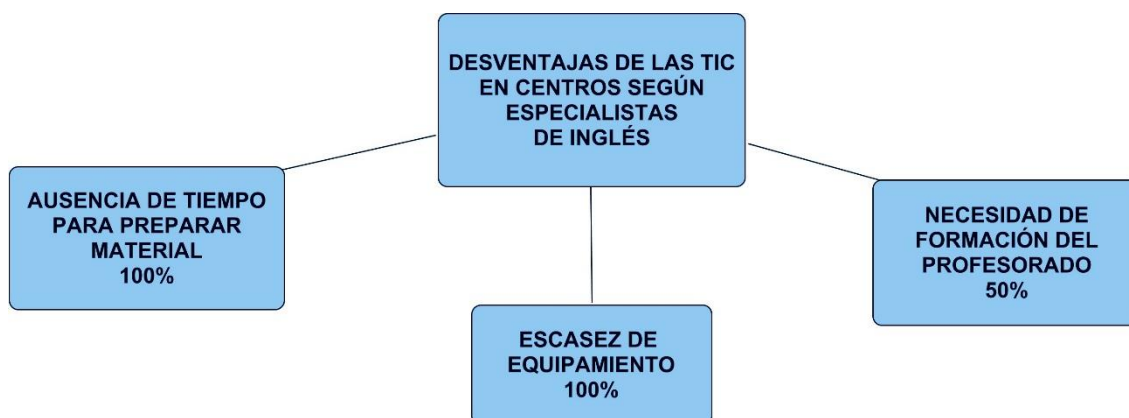 DESVENTAJAS DE LAS TIC
EN CENTROS SEGÚN
ESPECIALISTAS
DE INGLÉS
AUSENCIA DE TIEMPO
PARA PREPARAR
MATERIAL
100%
ESCASEZ DE
EQUIPAMIENTO
100%
NECESIDAD DE
FORMACIÓN DEL
PROFESORADO
50%